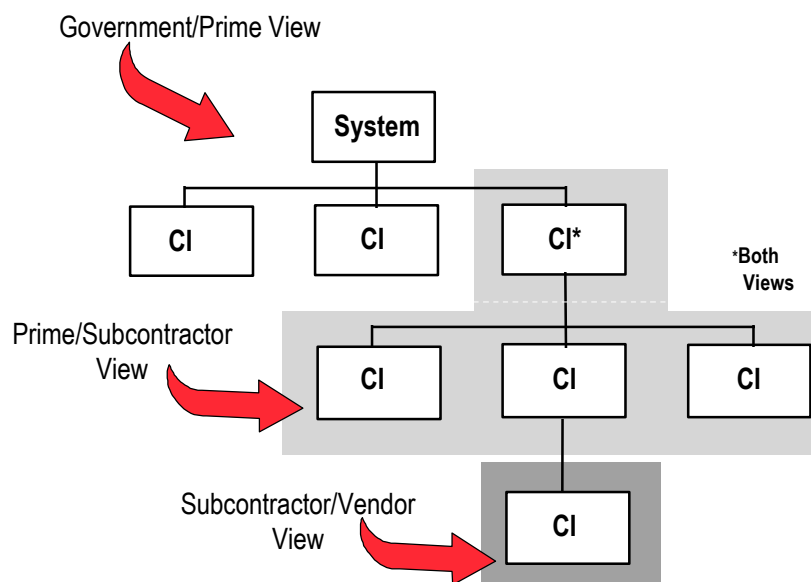 Government/Prime View
System
CI
CI
CI*
*Both
Views
Prime/Subcontractor
View
CI
CI
CI
Subcontractor/Vendor
View
CI